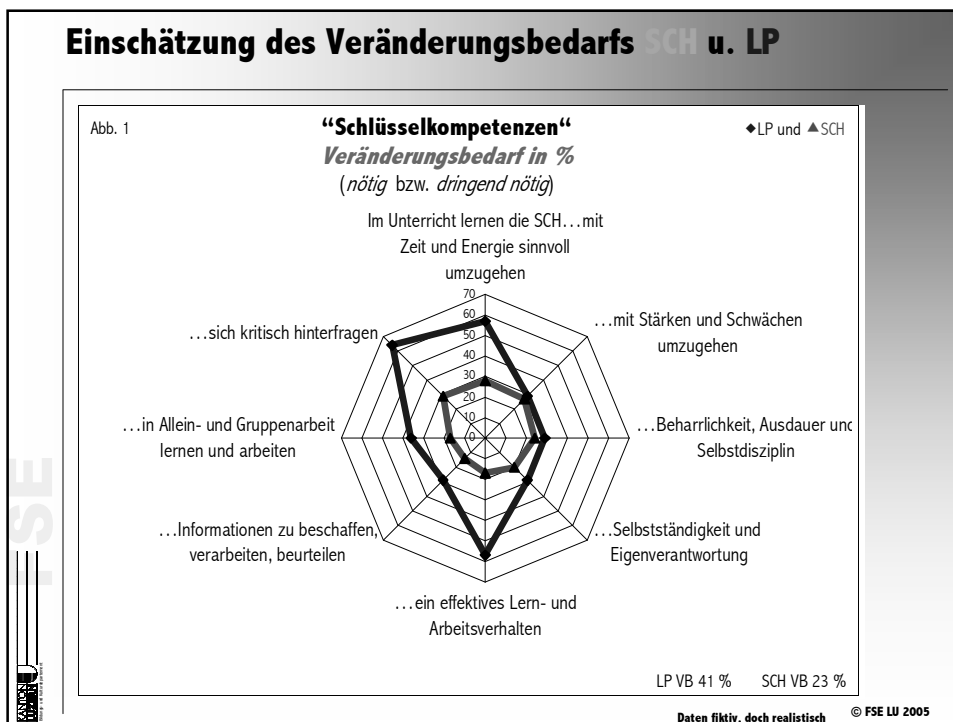 Einschätzung des Veränderungsbedarfs SCH u. LP
Abb. 1
“Schlüsselkompetenzen“
◆LP und ▲SCH
Veränderungsbedarf in %
(nötig bzw. dringend nötig)
Im Unterricht lernen die SCH…mit
Zeit und Energie sinnvoll
umzugehen
70
60
50
40
30
20
10
0
…mit Stärken und Schwächen
umzugehen
…Beharrlichkeit, Ausdauer und
Selbstdisziplin
…Selbstständigkeit und
Eigenverantwortung
…ein effektives Lern- und
Arbeitsverhalten
…Informationen zu beschaffen,
verarbeiten, beurteilen
…in Allein- und Gruppenarbeit
lernen und arbeiten
…sich kritisch hinterfragen
LP VB 41 % SCH VB 23 %
FSE
KANTON
LUZERN
Daten fiktiv, doch realistisch
© FSE LU 2005